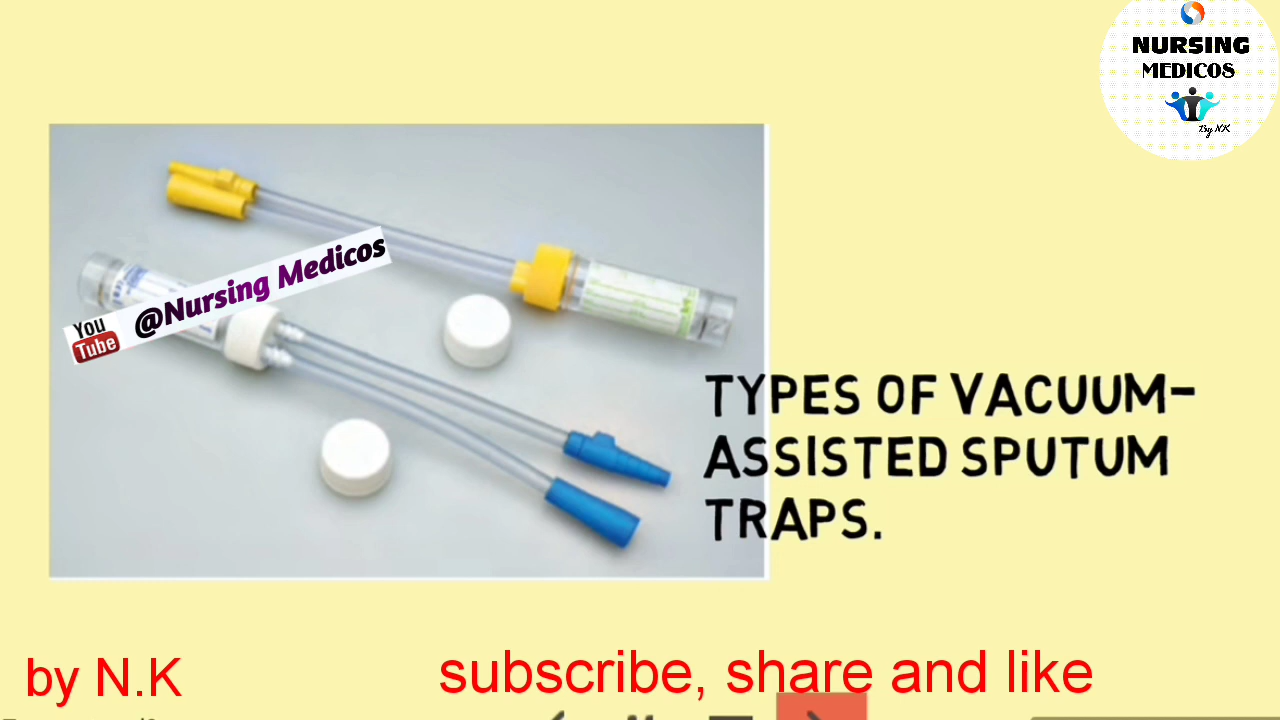 NURSING
MEDICOS
By NK
You
Tube
@Nursing Medicos
TYPES OF VACUUM-
ASSISTED SPUTUM
TRAPS.
by N.K
subscribe, share and like